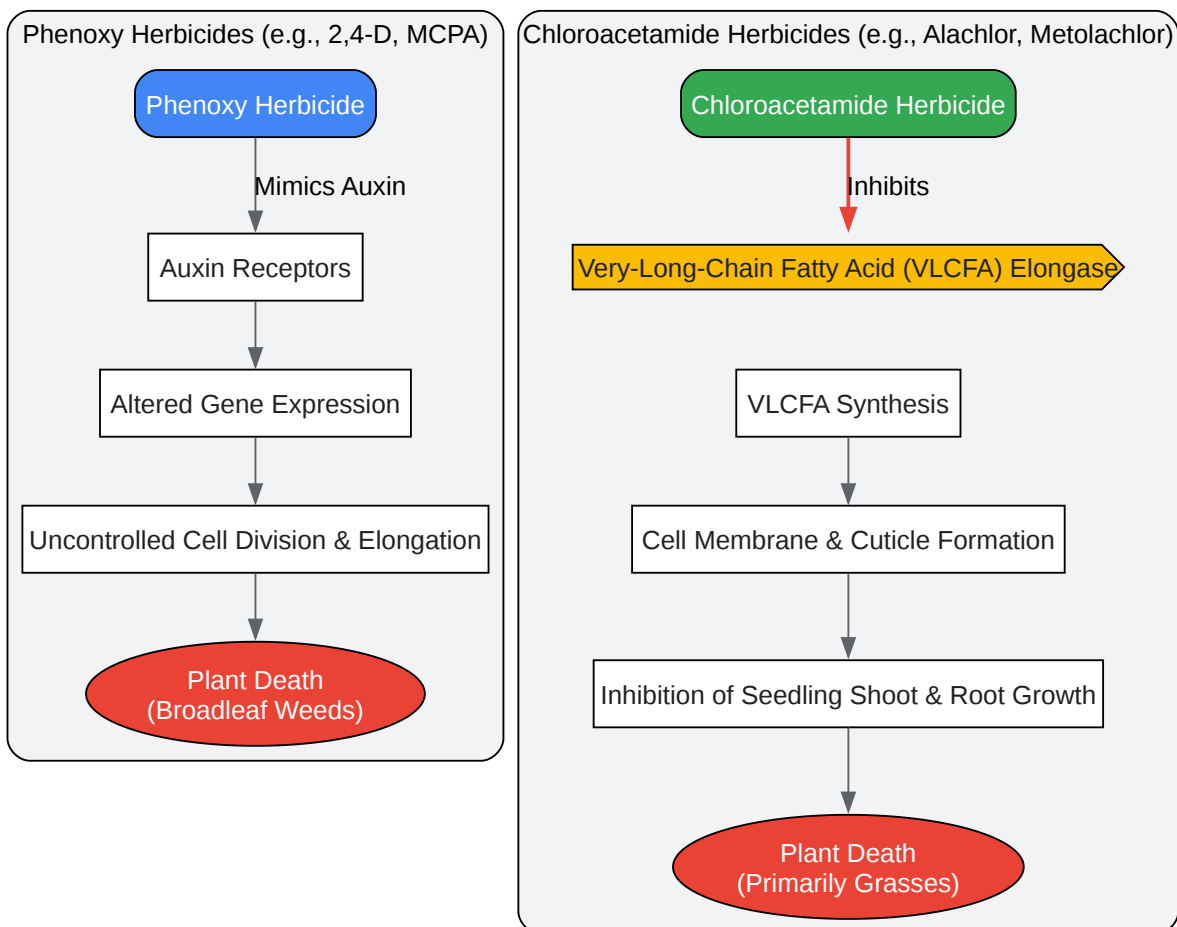 Phenoxy Herbicides (e.g., 2,4-D, MCPA)
Phenoxy Herbicide
Mimics Auxin
Auxin Receptors
Altered Gene Expression
Uncontrolled Cell Division & Elongation
Plant Death
(Broadleaf Weeds)
Chloroacetamide Herbicides (e.g., Alachlor, Metolachlor)
Chloroacetamide Herbicide
Inhibits
Very-Long-Chain Fatty Acid (VLCFA) Elongase
VLCFA Synthesis
Cell Membrane & Cuticle Formation
Inhibition of Seedling Shoot & Root Growth
Plant Death
(Primarily Grasses)